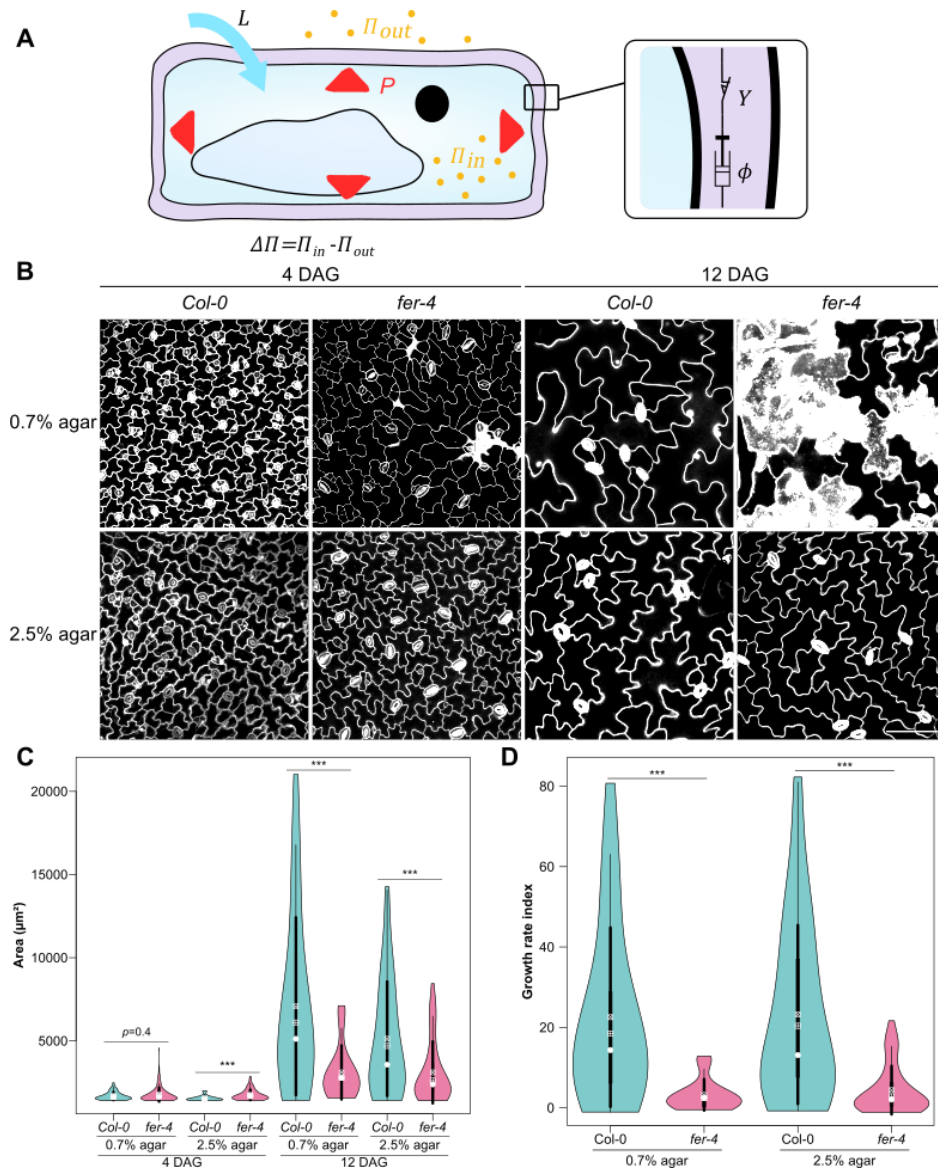 A
L
Πout
P
Πin
Y
ϕ
ΔΠ=Πin-Πout
B
4 DAG
12 DAG
Col-0
fer-4
Col-0
fer-4
0.7% agar
2.5% agar
C
Area (µm²)
20000
15000
10000
5000
p=0.4
***
***
***
Col-0 fer-4 Col-0 fer-4 Col-0 fer-4 Col-0 fer-4
0.7% agar 2.5% agar 0.7% agar 2.5% agar
4 DAG 12 DAG
D
Growth rate index
80
60
40
20
0
***
***
Col-0 fer-4 Col-0 fer-4
0.7% agar 2.5% agar